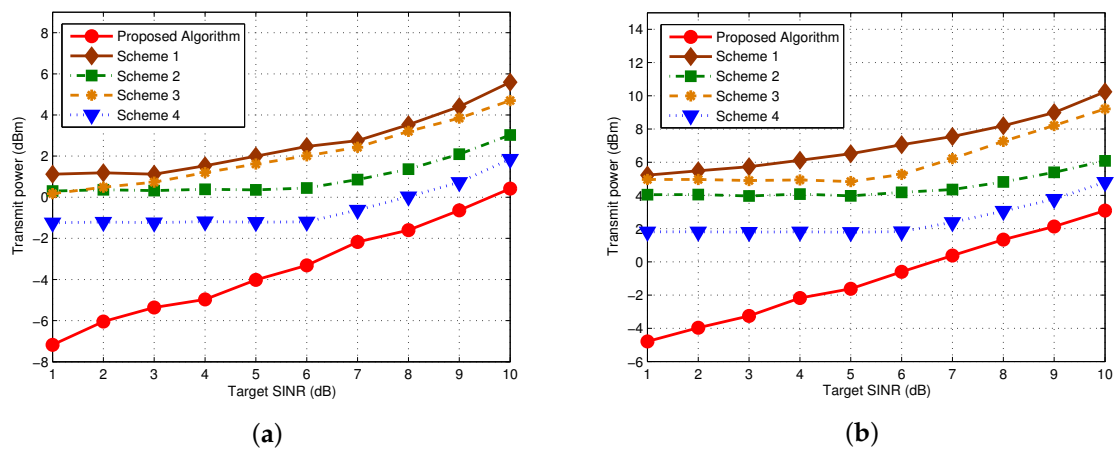 8
6
4
2
0
−2
−4
−6
−8
Transmit power (dBm)
Proposed Algorithm
Scheme 1
Scheme 2
Scheme 3
Scheme 4
1 2 3 4 5 6 7 8 9 10
Target SINR (dB)
(a)
14
12
10
8
6
4
2
0
−2
−4
−6
Transmit power (dBm)
Proposed Algorithm
Scheme 1
Scheme 2
Scheme 3
Scheme 4
1 2 3 4 5 6 7 8 9 10
Target SINR (dB)
(b)